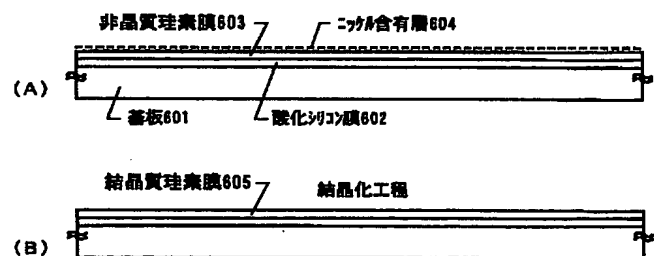 非晶質珪素膜603 ニッケル含有層604
(A)
基板601 酸化シリコン膜602
結晶質珪素膜605 結晶化工程
(B)